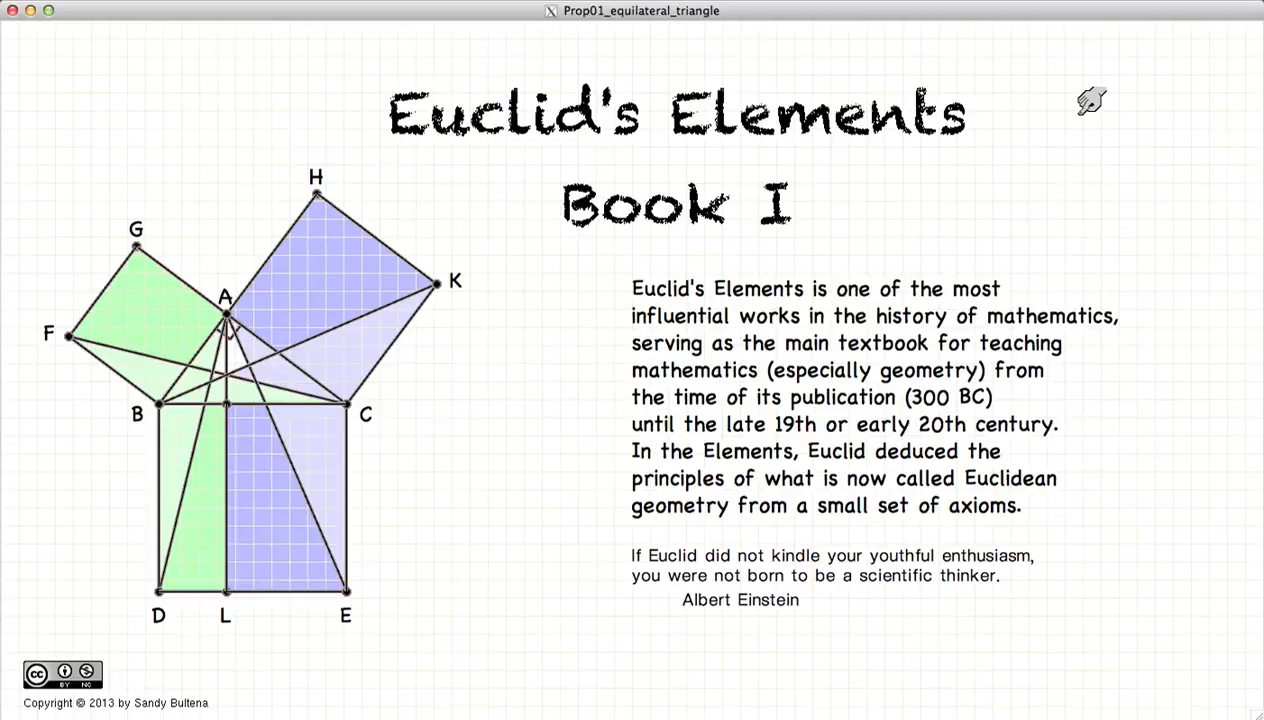 Prop01_equilateral_triangle
Euclid's Elements
Book I
H
G
K
A
F
B
C
D
L
E
Euclid's Elements is one of the most
influential works in the history of mathematics,
serving as the main textbook for teaching
mathematics (especially geometry) from
the time of its publication (300 BC)
until the late 19th or early 20th century.
In the Elements, Euclid deduced the
principles of what is now called Euclidean
geometry from a small set of axioms.
If Euclid did not kindle your youthful enthusiasm,
you were not born to be a scientific thinker.
Albert Einstein
cc
BY NC
Copyright © 2013 by Sandy Bultena